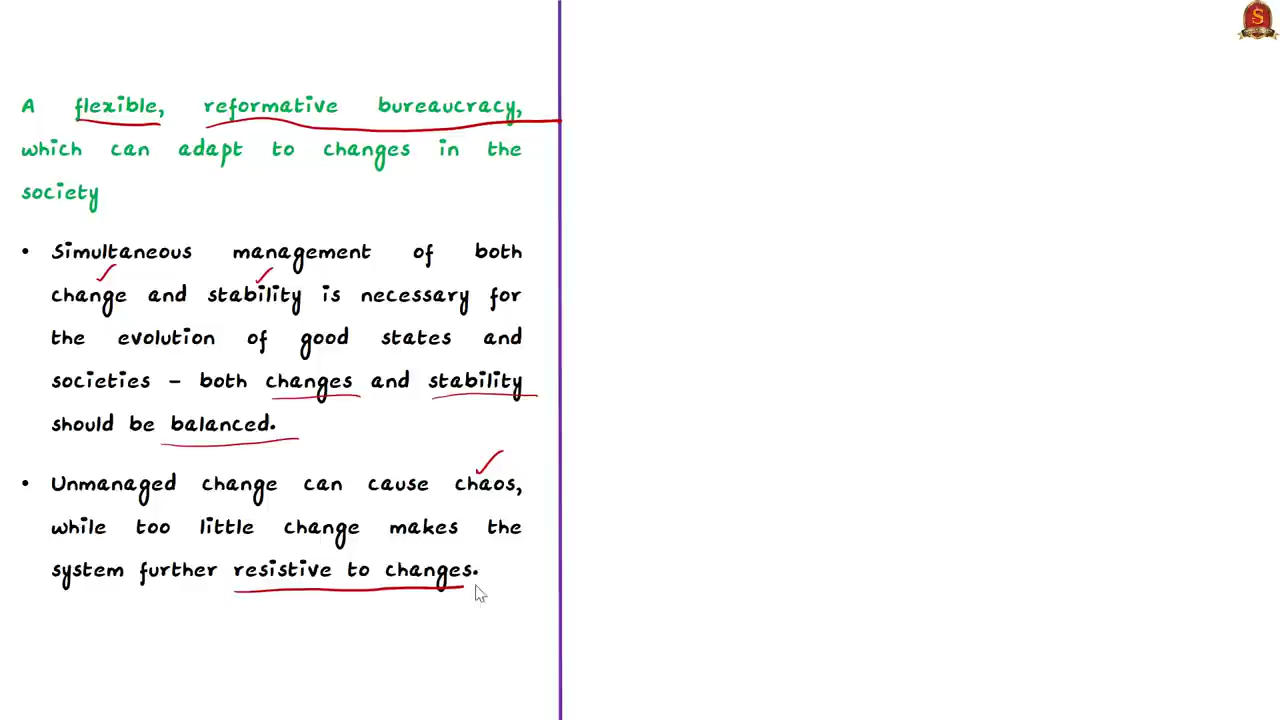 A flexible, reformative bureaucracy,
which can adapt to changes in the
society
• Simultaneous management of both
change and stability is necessary for
the evolution of good states and
societies – both changes and stability
should be balanced.
• Unmanaged change can cause chaos,
while too little change makes the
system further resistive to changes.
S